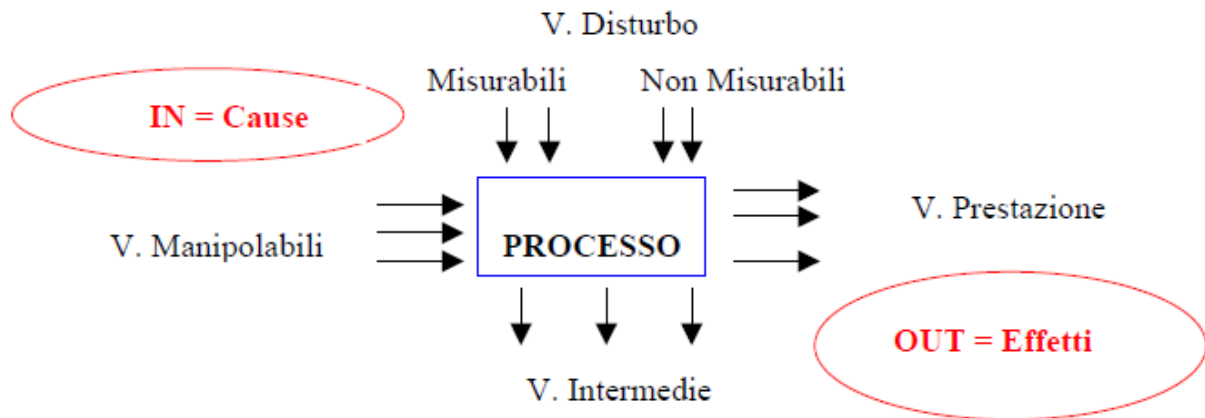 V. Disturbo
Misurabili
Non Misurabili
IN = Cause
V. Manipolabili
PROCESSO
V. Prestazione
OUT = Effetti
V. Intermedie